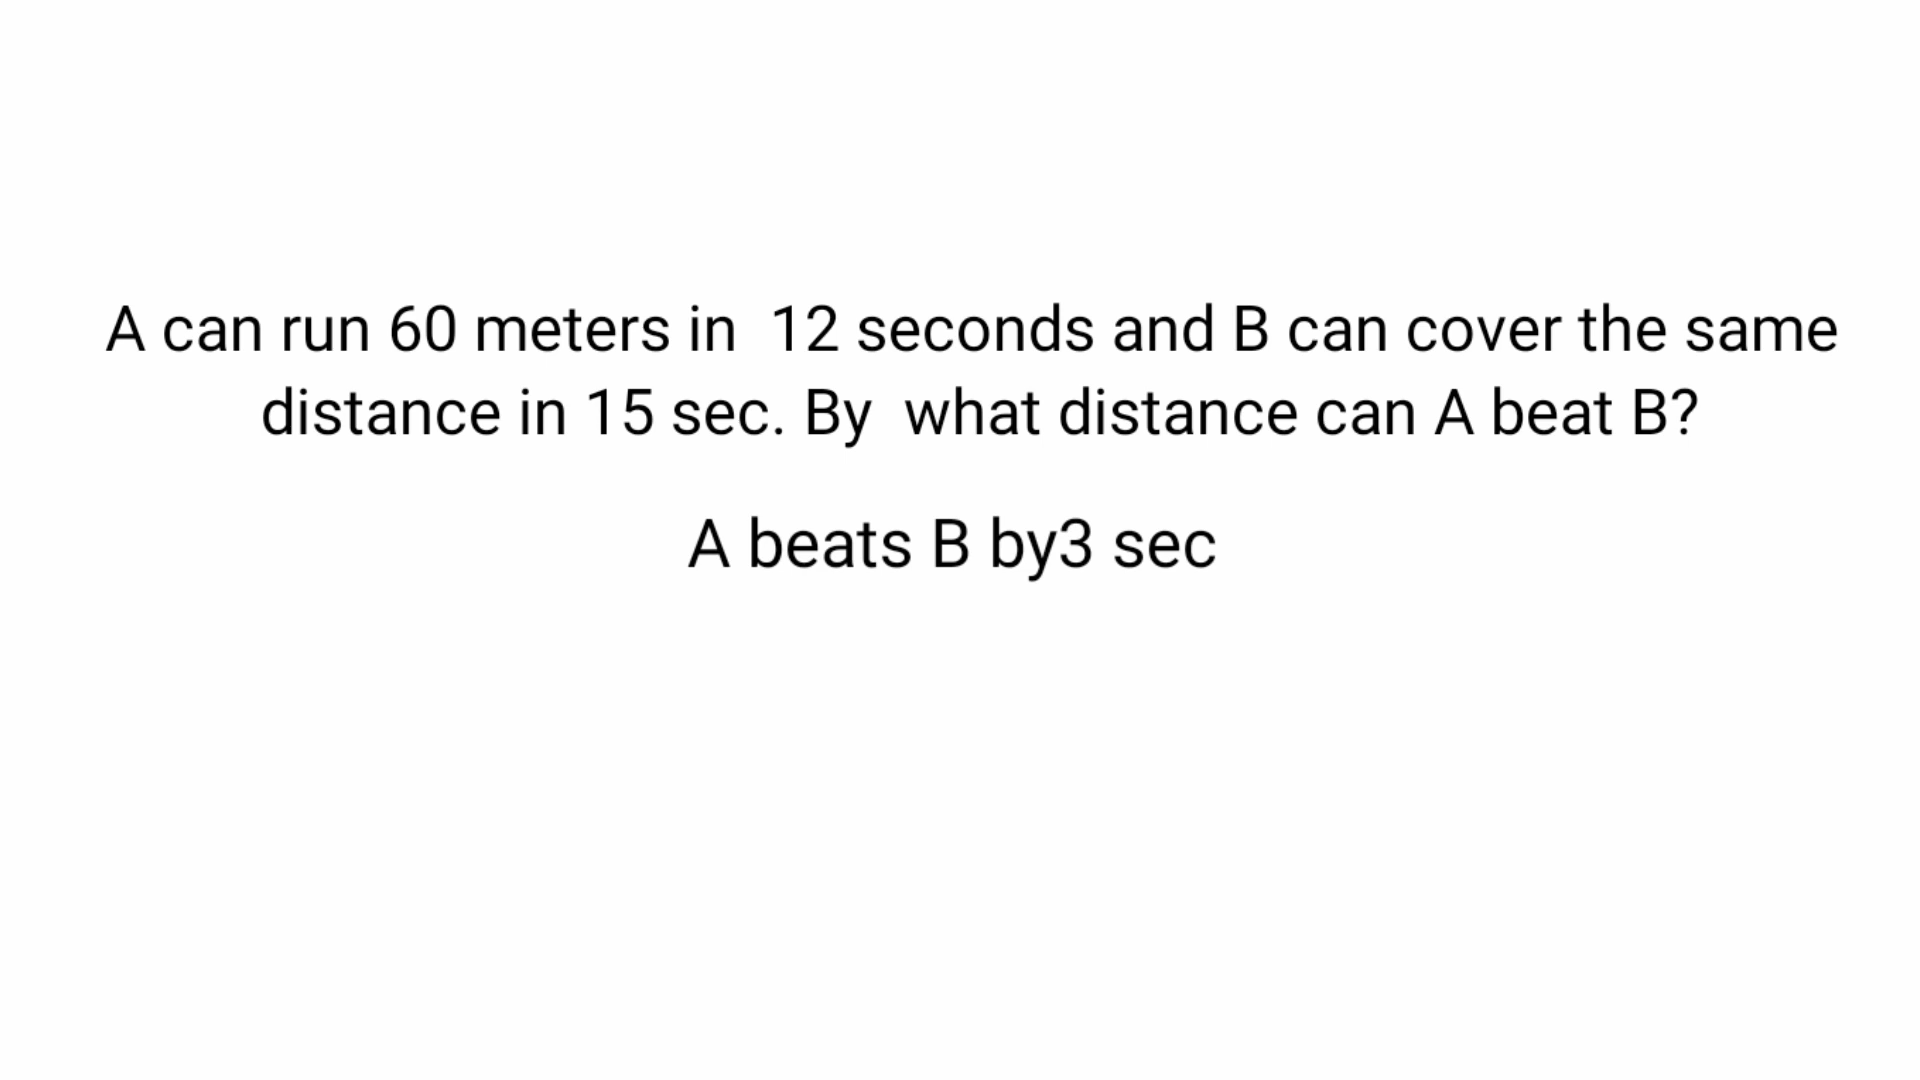 A can run 60 meters in  12 seconds and B can cover the same
distance in 15 sec. By  what distance can A beat B?
A beats B by3 sec